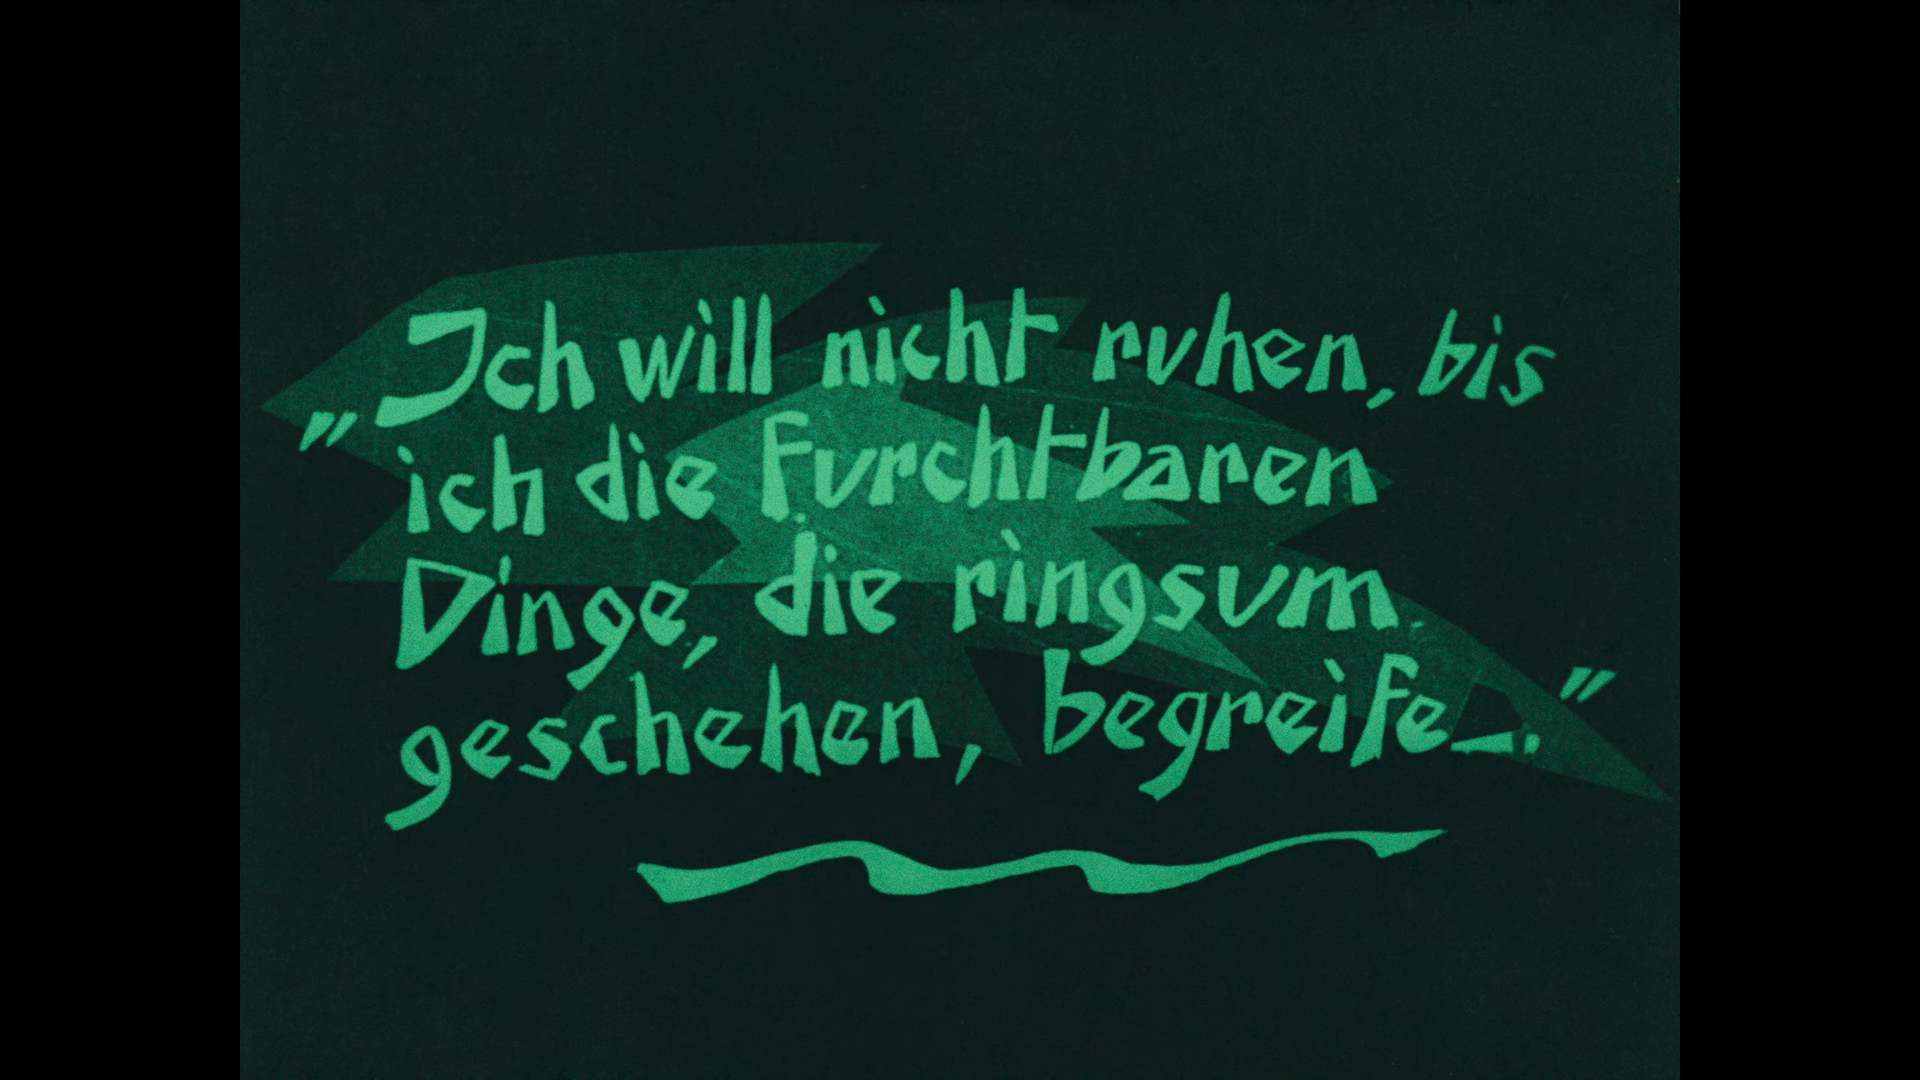 „Ich will nicht ruhen, bis
ich die Furchtbaren
Dinge, die ringsum
geschehen, begreife_."